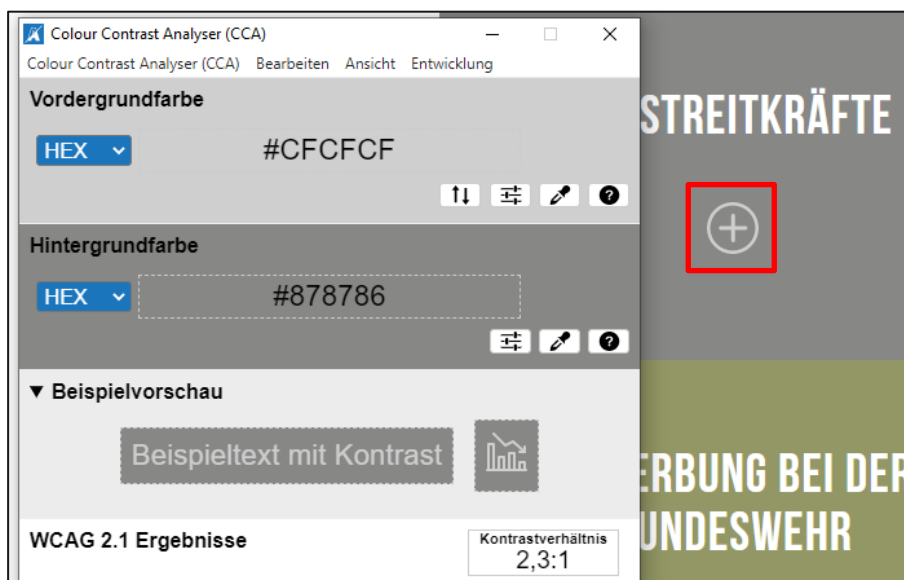 Colour Contrast Analyser (CCA)
Colour Contrast Analyser (CCA) Bearbeiten Ansicht Entwicklung
Vordergrundfarbe
HEX #CFCFCF
Hintergrundfarbe
HEX #878786
▼ Beispielvorschau
Beispieltext mit Kontrast
WCAG 2.1 Ergebnisse
Kontrastverhältnis
2,3:1
STREITKRÄFTE
ERBUNG BEI DER
UNDESWEHR